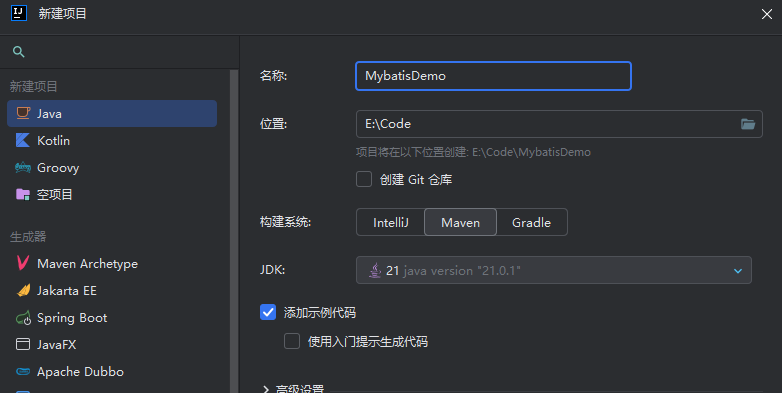 新建项目
新建项目
Java
Kotlin
Groovy
空项目
生成器
Maven Archetype
Jakarta EE
Spring Boot
JavaFX
Apache Dubbo
名称:
MybatisDemo
位置:
E:\Code
项目将在以下位置创建: E:\Code\MybatisDemo
创建 Git 仓库
构建系统:
IntelliJ
Maven
Gradle
JDK:
21 java version "21.0.1"
添加示例代码
使用入门提示生成代码
高级设置